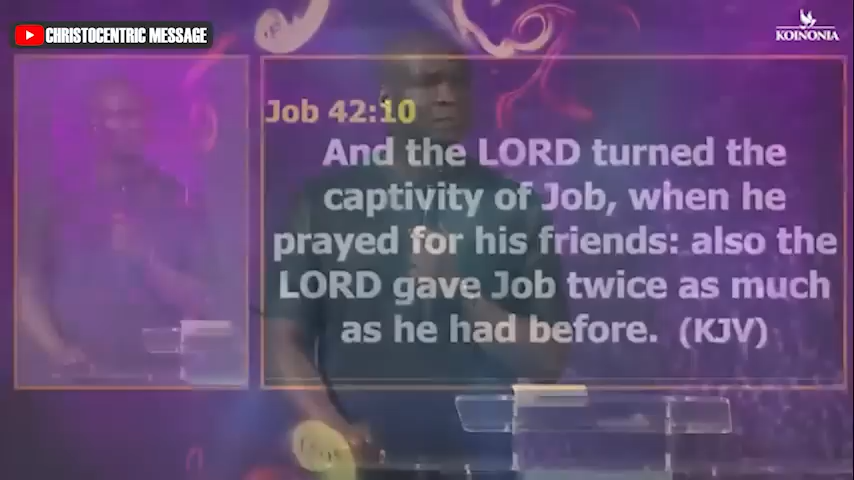 CHRISTOCENTRIC MESSAGE
KOINONIA
Job 42:10
And the LORD turned the
captivity of Job, when he
prayed for his friends: also the
LORD gave Job twice as much
as he had before. (KJV)